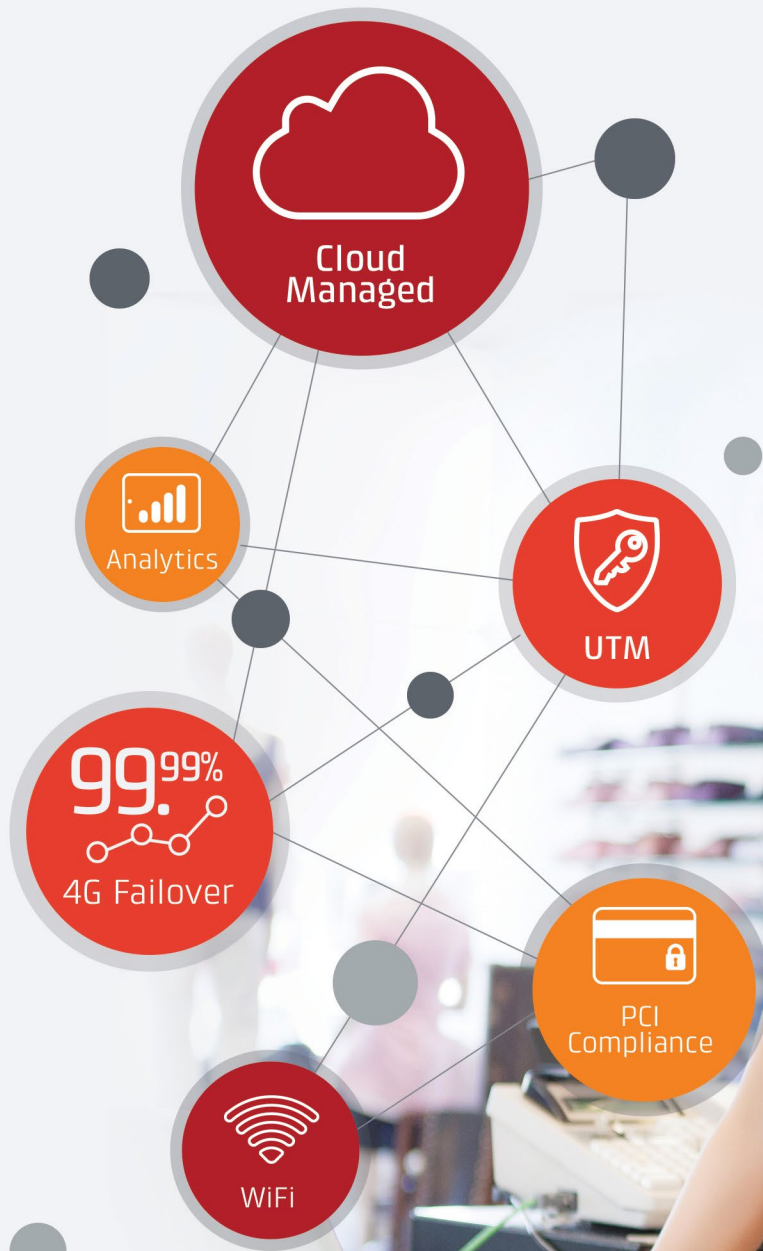 Cloud
Managed
Analytics
UTM
99.99%
4G Failover
PCI
Compliance
WiFi